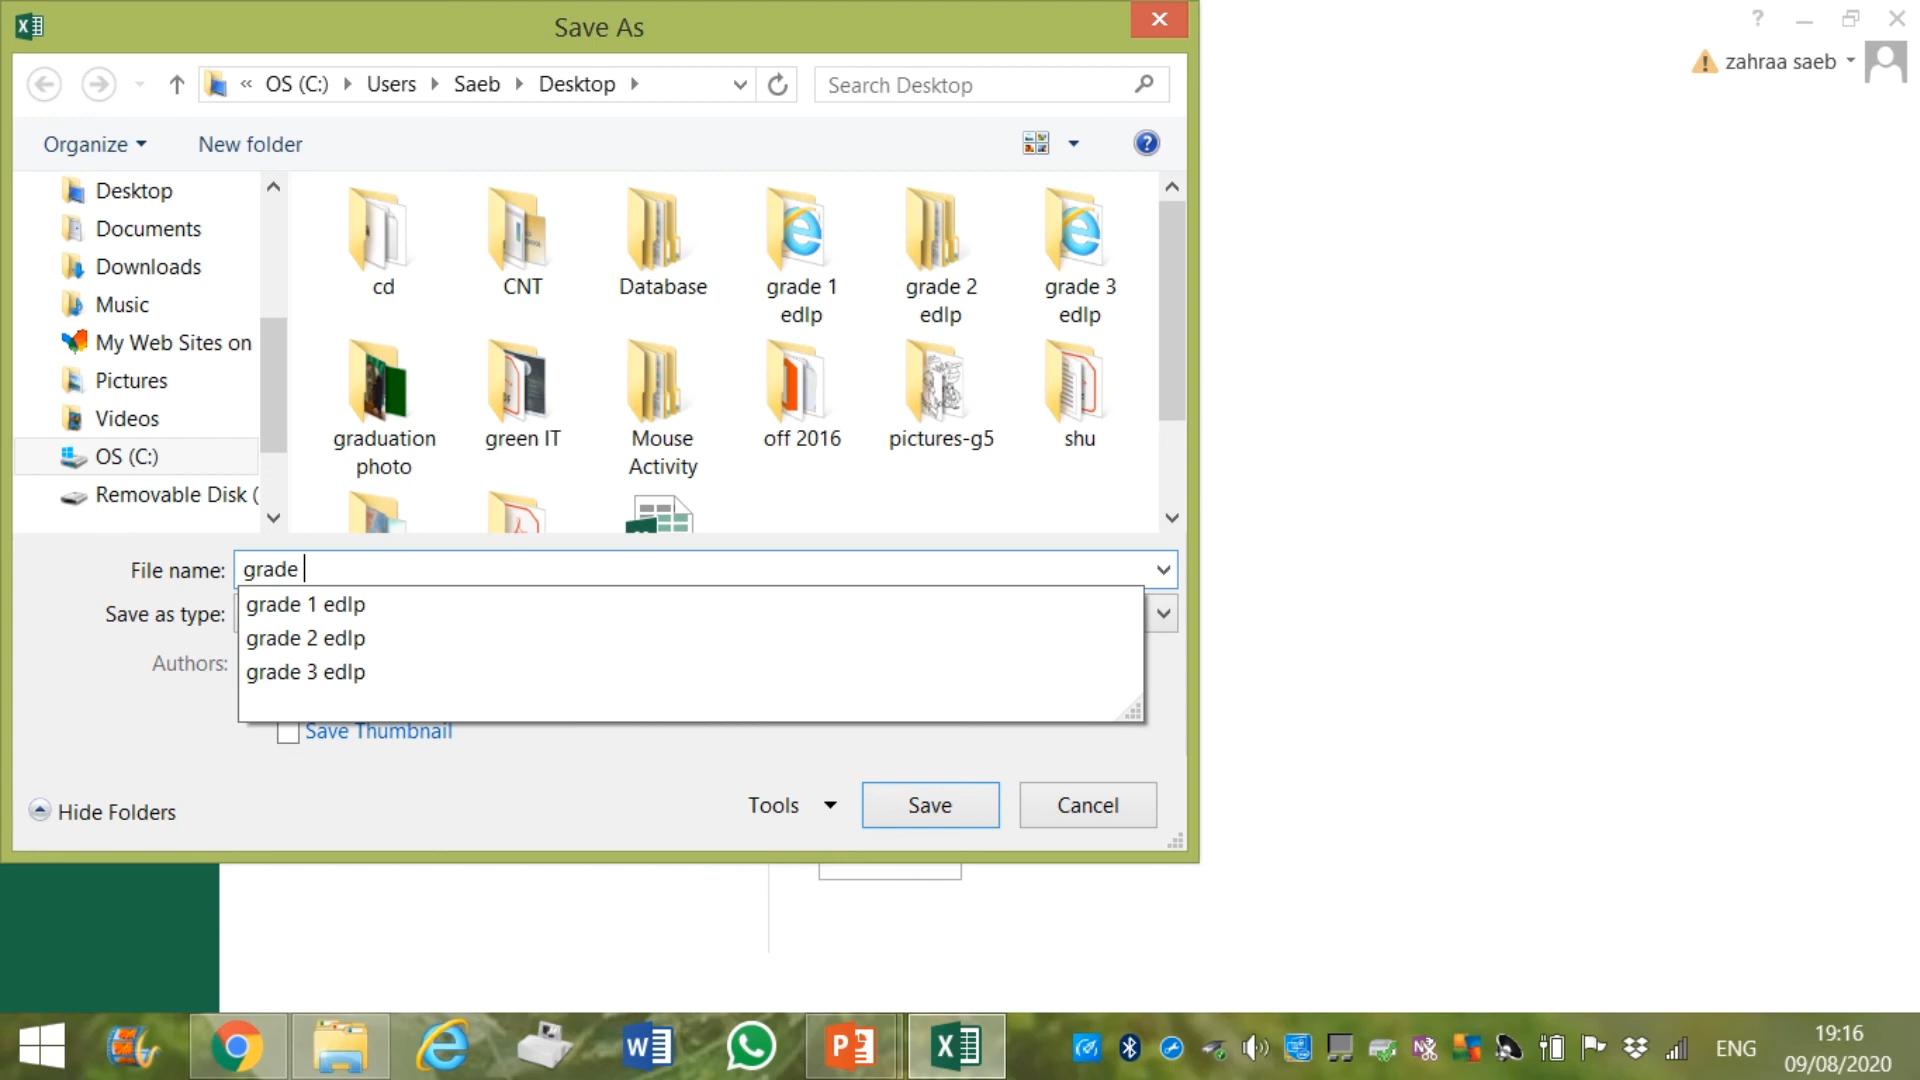 Save As
« OS (C:) Users Saeb Desktop
Search Desktop
zahraa saeb
Organize
New folder
Desktop
Documents
Downloads
Music
My Web Sites on
Pictures
Videos
OS (C:)
Removable Disk (
cd
CNT
Database
grade 1
edlp
grade 2
edlp
grade 3
edlp
graduation
photo
green IT
Mouse
Activity
off 2016
pictures-g5
shu
File name: grade
grade 1 edlp
grade 2 edlp
grade 3 edlp
Save as type:
Authors:
Save Thumbnail
Hide Folders
Tools
Save
Cancel
ENG
19:16
09/08/2020